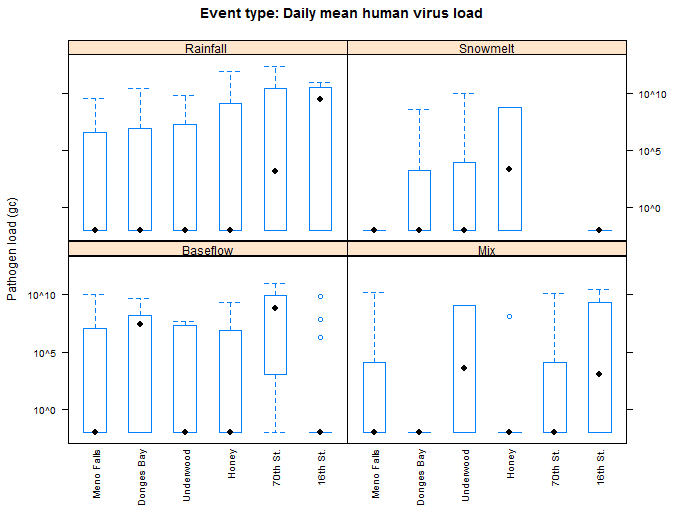 Event type: Daily mean human virus load
Rainfall
Snowmelt
10^10
10^5
10^0
Pathogen load (gc)
Baseflow
Mix
10^10
10^5
10^0
Meno Falls
Donges Bay
Underwood
Honey
70th St.
16th St.
Meno Falls
Donges Bay
Underwood
Honey
70th St.
16th St.